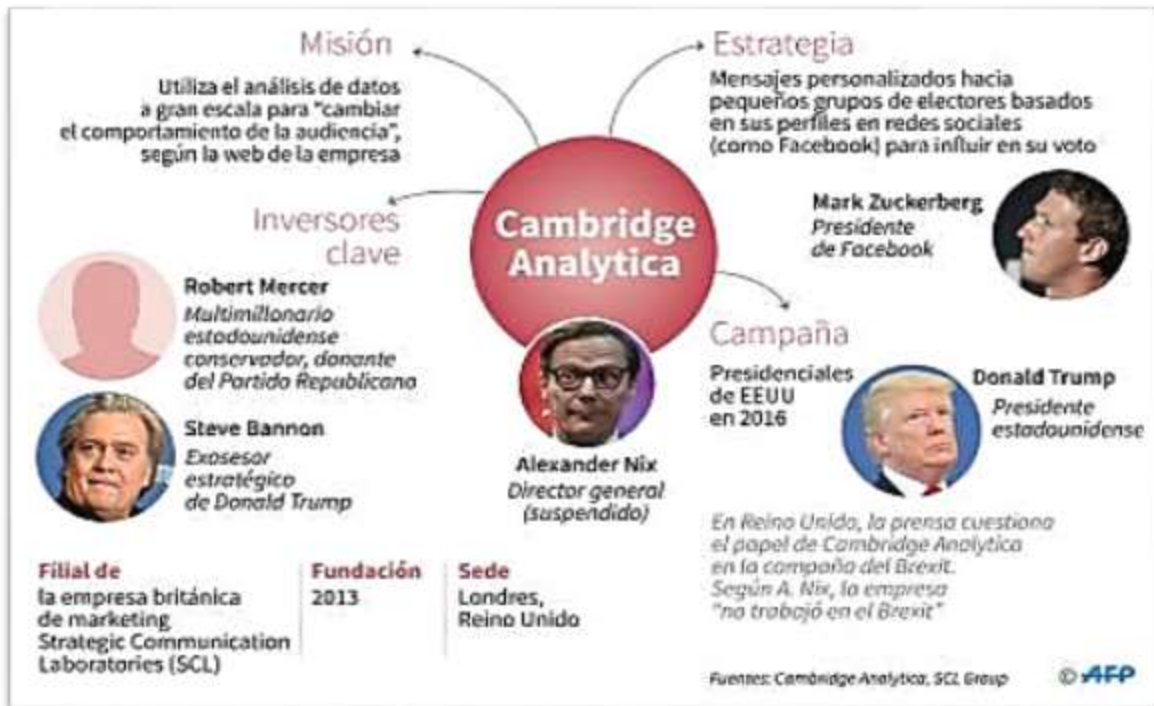 Misión
Utiliza el análisis de datos
a gran escala para "cambiar
el comportamiento de la audiencia",
según la web de la empresa
Estrategia
Mensajes personalizados hacia
pequeños grupos de electores basados
en sus perfiles en redes sociales
(como Facebook) para influir en su voto
Cambridge
Analytica
Inversores
clave
Robert Mercer
Multimillonario
estadounidense
conservador, donante
del Partido Republicano
Steve Bannon
Exasesor
estratégico
de Donald Trump
Alexander Nix
Director general
(suspendido)
Mark Zuckerberg
Presidente
de Facebook
Campaña
Presidenciales
de EEUU
en 2016
Donald Trump
Presidente
estadounidense
En Reino Unido, la prensa cuestiona
el papel de Cambridge Analytica
en la campaña del Brexit.
Según A. Nix, la empresa
"no trabajó en el Brexit"
Filial de
la empresa británica
de marketing
Strategic Communication
Laboratories (SCL)
Fundación
2013
Sede
Londres,
Reino Unido
Fuentes: Cambridge Analytica, SCL Group
© AFP